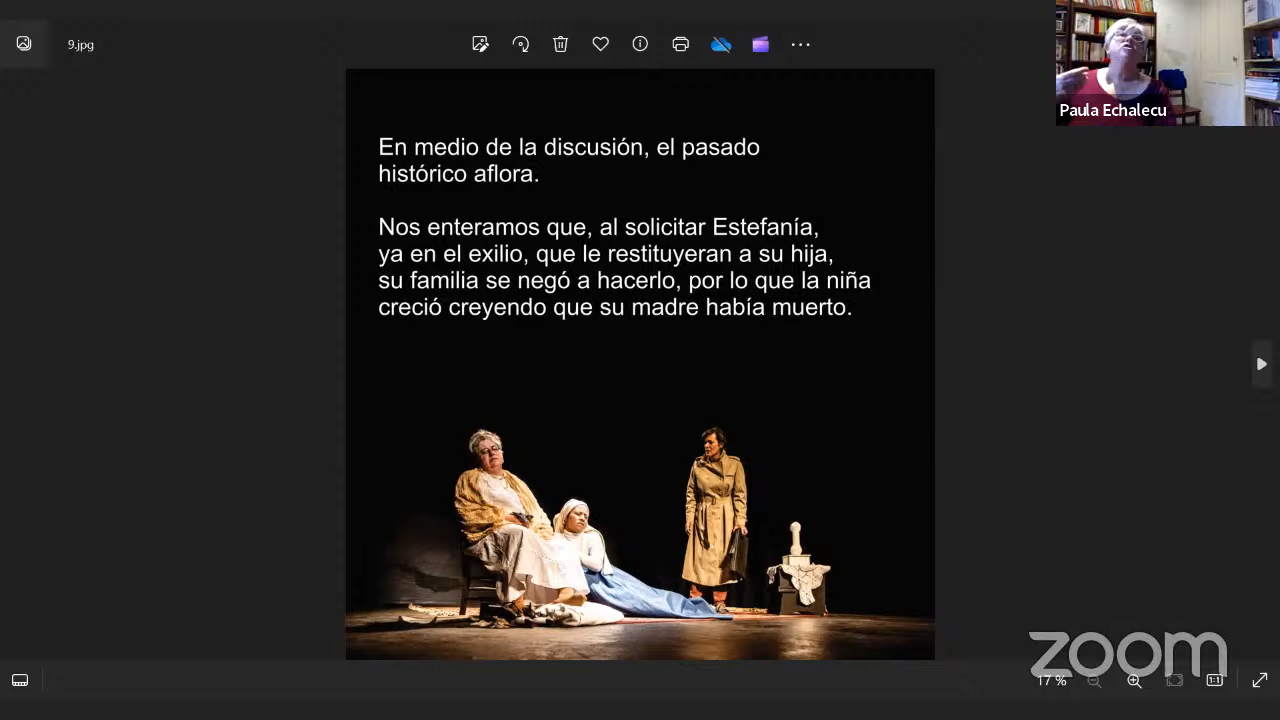 9.jpg
Paula Echalecu
En medio de la discusión, el pasado
histórico aflora.
Nos enteramos que, al solicitar Estefanía,
ya en el exilio, que le restituyeran a su hija,
su familia se negó a hacerlo, por lo que la niña
creció creyendo que su madre había muerto.
zoom
17 %
1:1